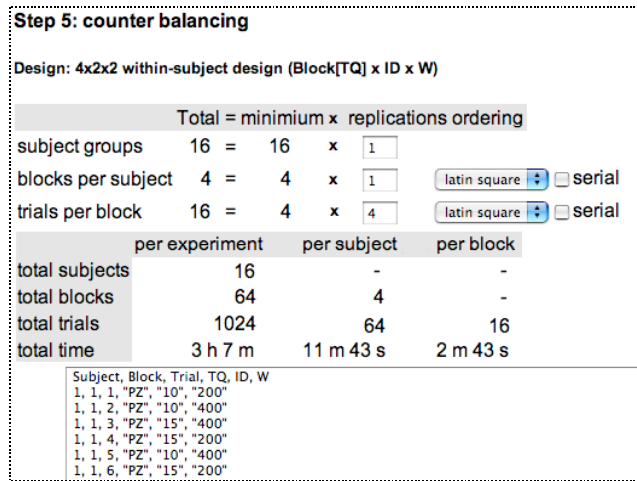 Step 5: counter balancing
Design: 4x2x2 within-subject design (Block[TQ] x ID x W)
Total = minimium x replications ordering
subject groups 16 = 16 x 1
blocks per subject 4 = 4 x 1 latin square serial
trials per block 16 = 4 x 4 latin square serial
per experiment per subject per block
total subjects 16 - -
total blocks 64 4 -
total trials 1024 64 16
total time 3 h 7 m 11 m 43 s 2 m 43 s
Subject, Block, Trial, TQ, ID, W
1, 1, 1, "PZ", "10", "200"
1, 1, 2, "PZ", "10", "400"
1, 1, 3, "PZ", "15", "400"
1, 1, 4, "PZ", "15", "200"
1, 1, 5, "PZ", "10", "400"
1, 1, 6, "PZ", "15", "200"